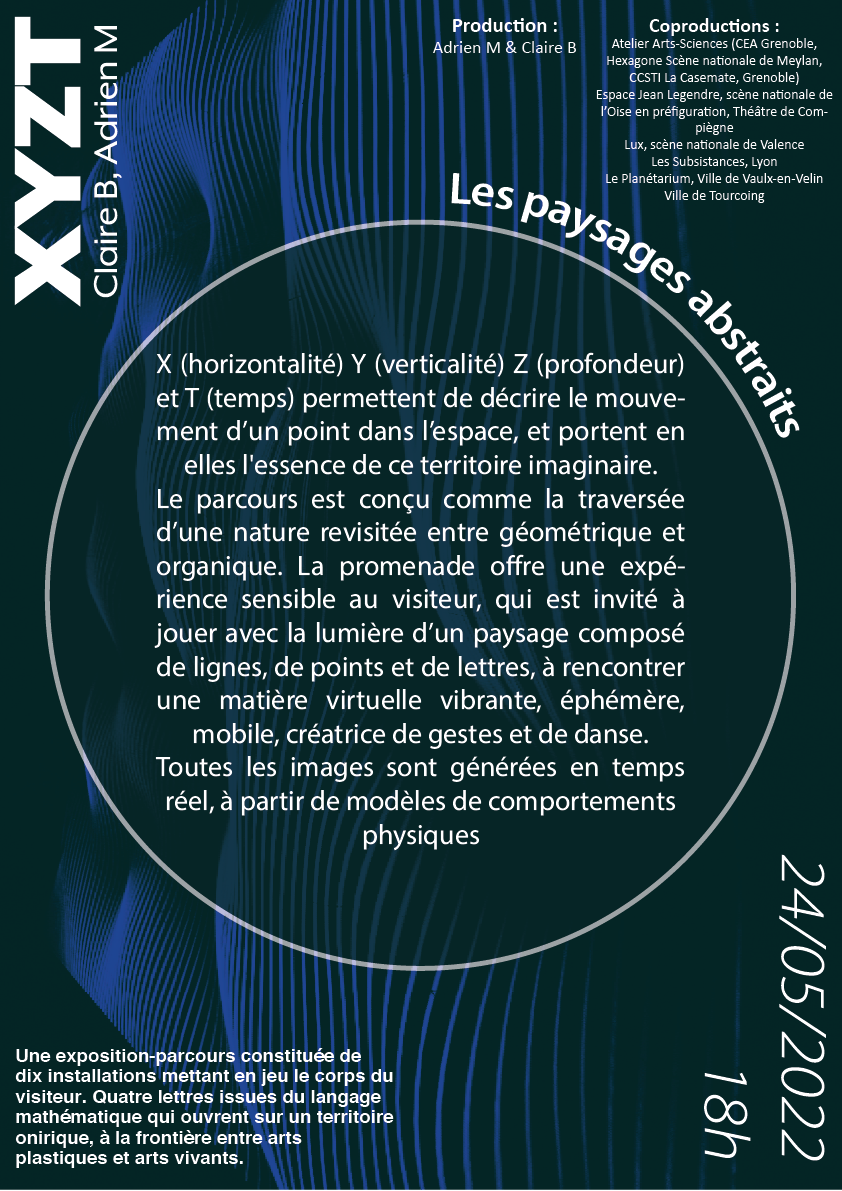 XYZT
Claire B, Adrien M
Production :
Adrien M & Claire B
Coproductions :
Atelier Arts-Sciences (CEA Grenoble,
Hexagone Scène nationale de Meylan,
CCSTI La Casemate, Grenoble)
Espace Jean Legendre, scène nationale de
l’Oise en préfiguration, Théâtre de Com-
piègne
Lux, scène nationale de Valence
Les Subsistances, Lyon
Le Planétarium, Ville de Vaulx-en-Velin
Ville de Tourcoing
Les paysages abstraits
X (horizontalité) Y (verticalité) Z (profondeur)
et T (temps) permettent de décrire le mouve-
ment d’un point dans l’espace, et portent en
elles l'essence de ce territoire imaginaire.
Le parcours est conçu comme la traversée
d’une nature revisitée entre géométrique et
organique. La promenade offre une expé-
rience sensible au visiteur, qui est invité à
jouer avec la lumière d’un paysage composé
de lignes, de points et de lettres, à rencontrer
une matière virtuelle vibrante, éphémère,
mobile, créatrice de gestes et de danse.
Toutes les images sont générées en temps
réel, à partir de modèles de comportements
physiques
24/05/2022
18h
Une exposition-parcours constituée de
dix installations mettant en jeu le corps du
visiteur. Quatre lettres issues du langage
mathématique qui ouvrent sur un territoire
onirique, à la frontière entre arts
plastiques et arts vivants.